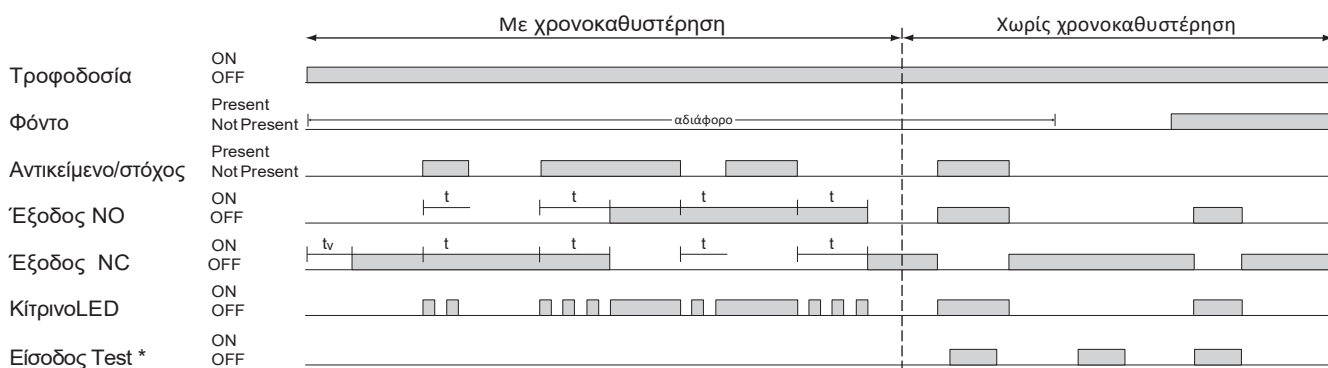 Με χρονοκαθυστέρηση Χωρίς χρονοκαθυστέρηση
Τροφοδοσία ON
OFF
Φόντο Present
Not Present αδιάφορο
Αντικείμενο/στόχος Present
Not Present
Έξοδος NO ON
OFF t t t t
Έξοδος NC ON
OFF tv t t t t
ΚίτρινοLED ON
OFF
Είσοδος Test * ON
OFF